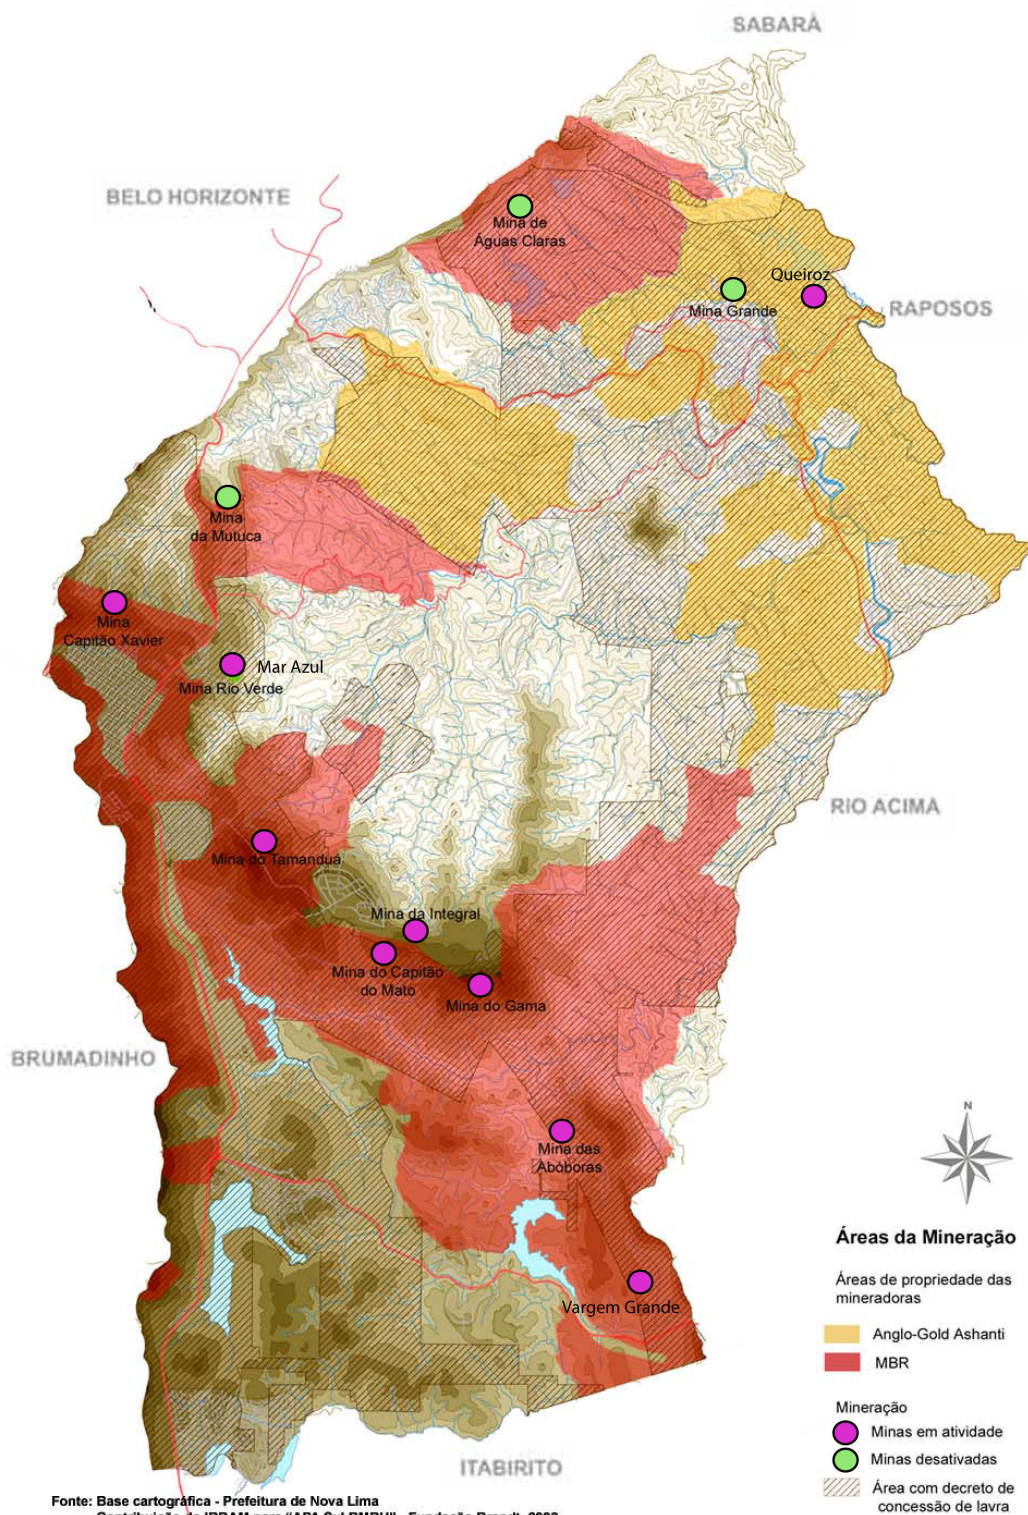 SABARÁ
BELO HORIZONTE
Mina de
Águas Claras
Queiroz
Mina Grande
RAPOSOS
Mina
da Mutuca
Mina
Capitão Xavier
Mar Azul
Mina Rio Verde
RIO ACIMA
Mina do Tamanduá
Mina da Integral
Mina do Capitão
do Mato
Mina do Gama
BRUMADINHO
Mina das
Abóboras
Vargem Grande
ITABIRITO
N
Áreas da Mineração
Áreas de propriedade das
mineradoras
Anglo-Gold Ashanti
MBR
Mineração
Minas em atividade
Minas desativadas
Área com decreto de
concessão de lavra
Fonte: Base cartográfica - Prefeitura de Nova Lima